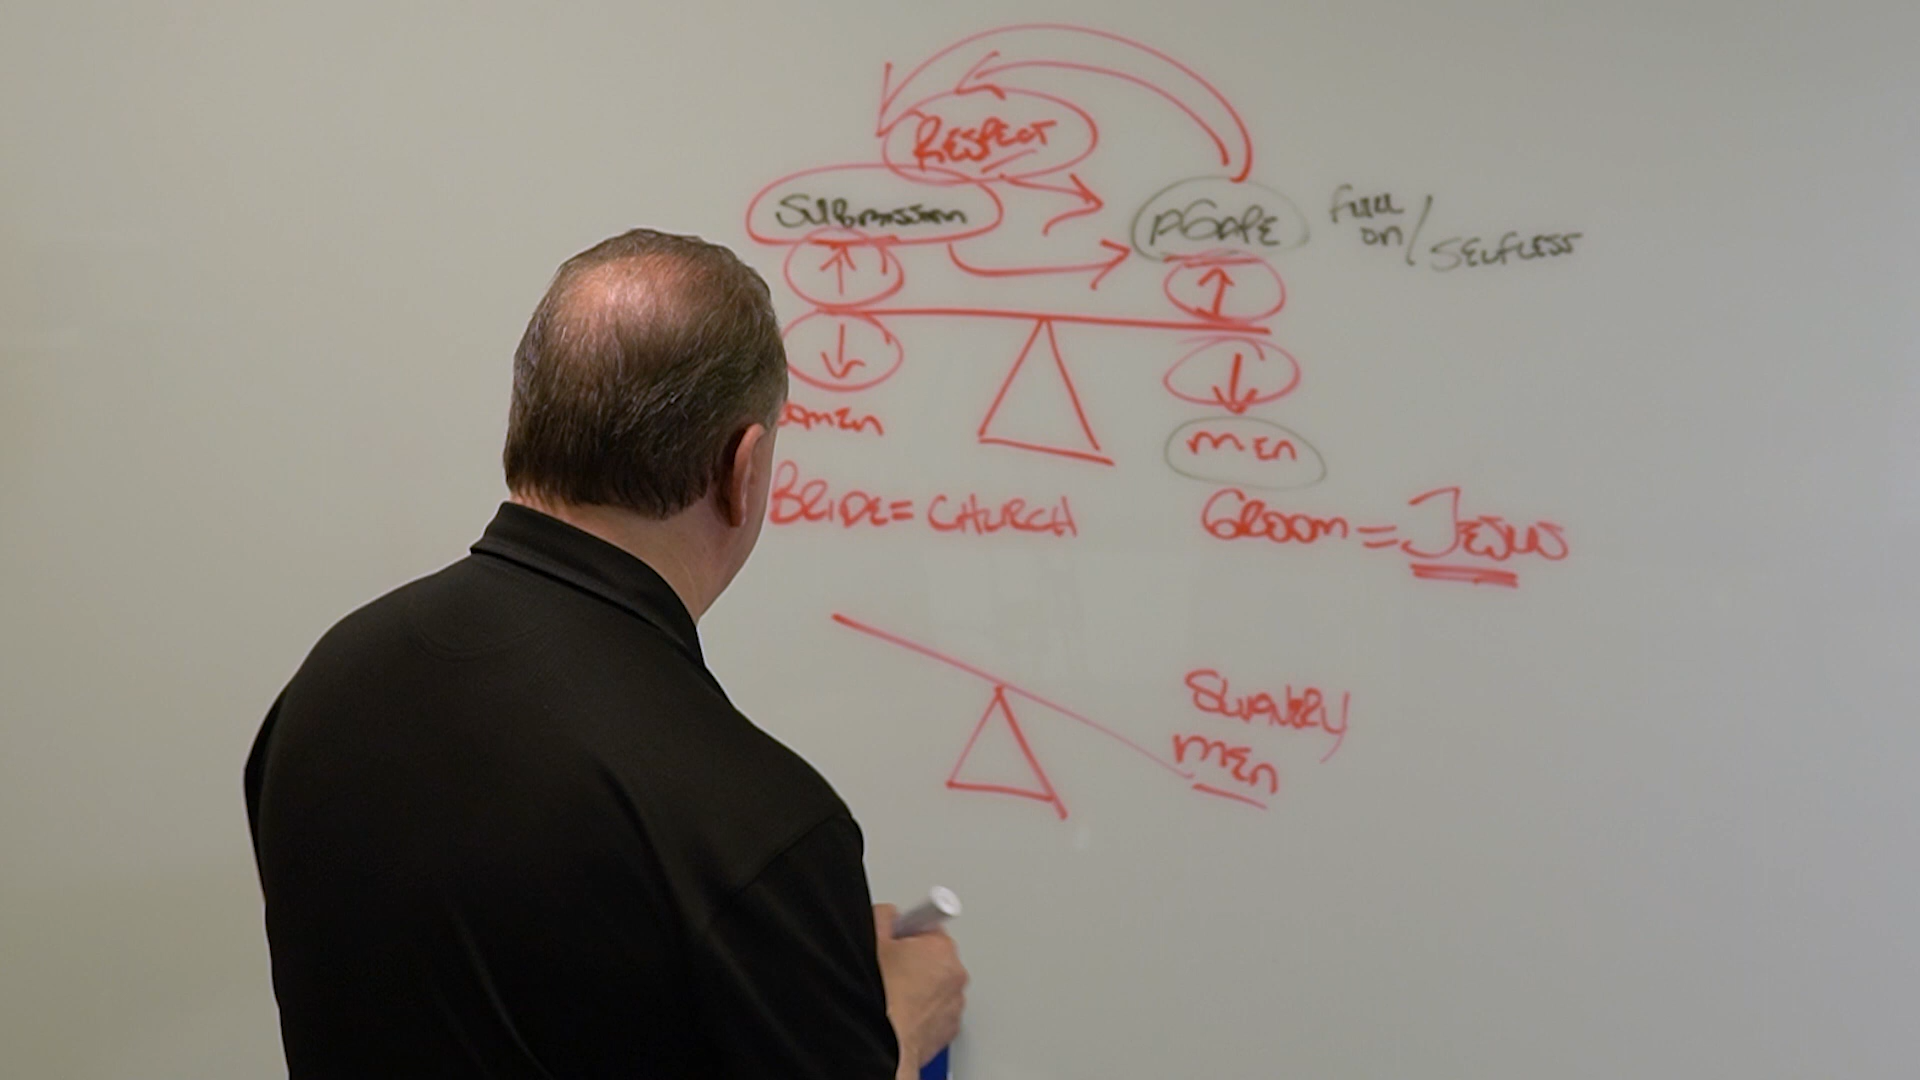 RESPECT
SUBMISSION
AGAPE
FULL ON / SELFLESS
OMEN
MEN
BRIDE = CHURCH
GROOM = JESUS
SLAVERY
MEN